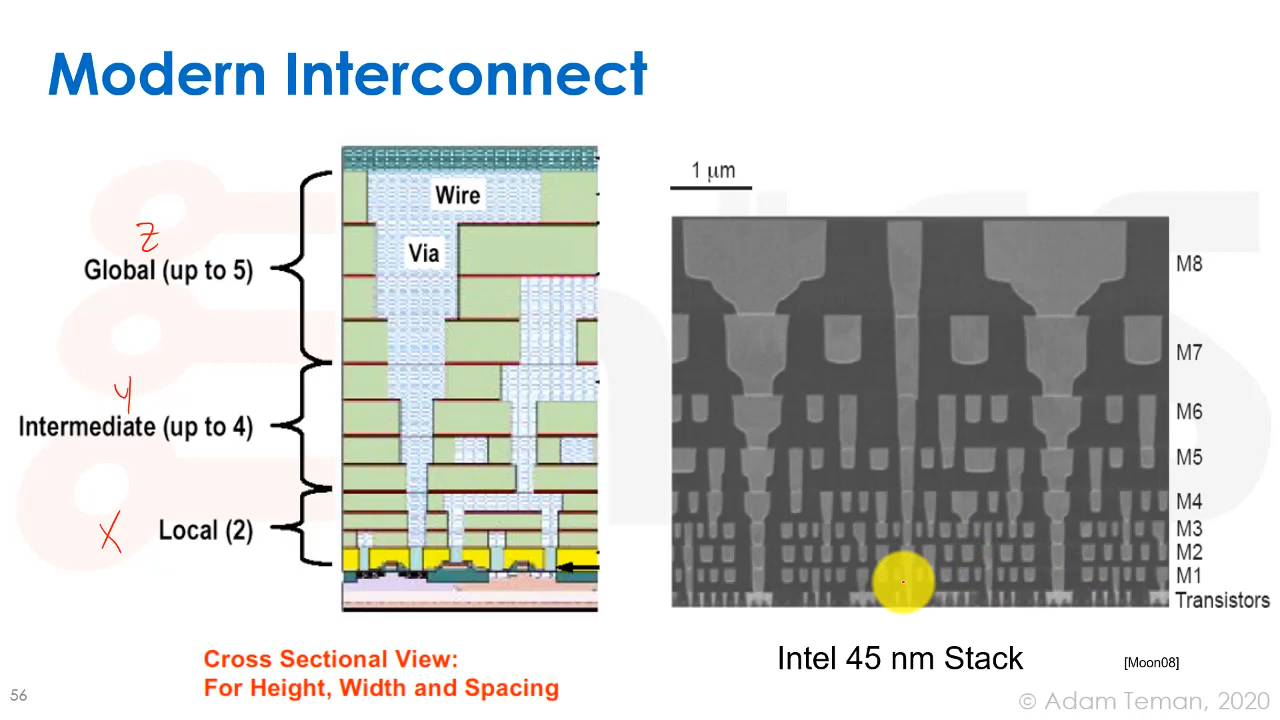 Modern Interconnect
Wire
Via
Z
Global (up to 5)
y
Intermediate (up to 4)
X
Local (2)
Cross Sectional View:
For Height, Width and Spacing
1 μm
M8
M7
M6
M5
M4
M3
M2
M1
Transistors
Intel 45 nm Stack
[Moon08]
56
© Adam Teman, 2020